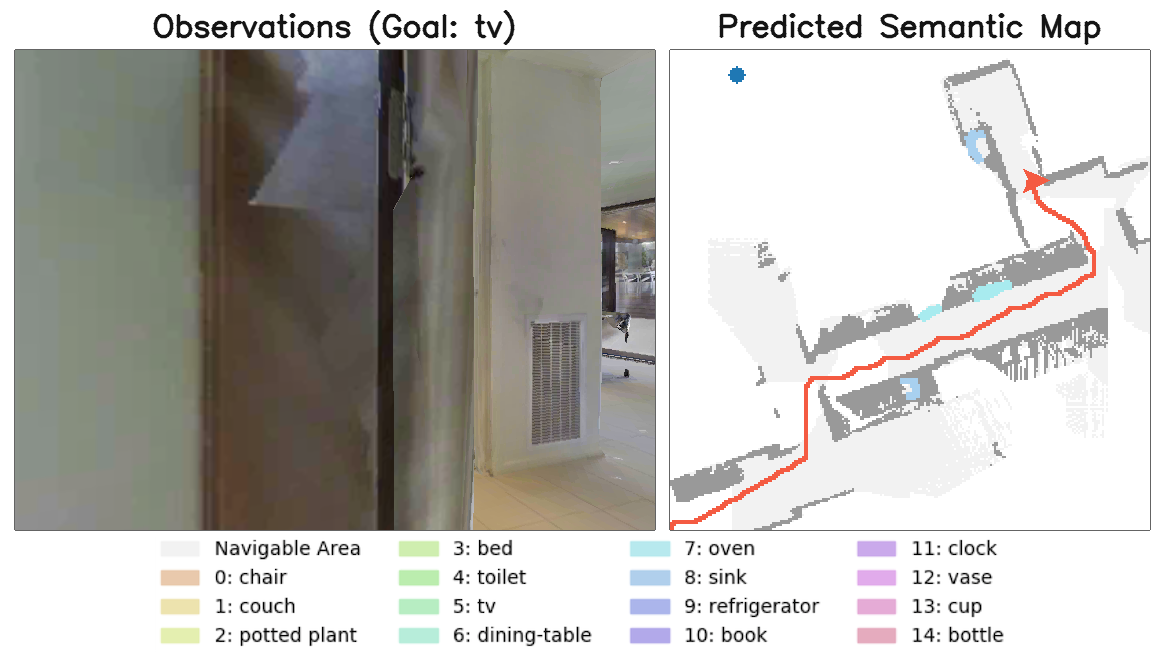 Observations (Goal: tv)
Predicted Semantic Map
Navigable Area
0: chair
1: couch
2: potted plant
3: bed
4: toilet
5: tv
6: dining-table
7: oven
8: sink
9: refrigerator
10: book
11: clock
12: vase
13: cup
14: bottle